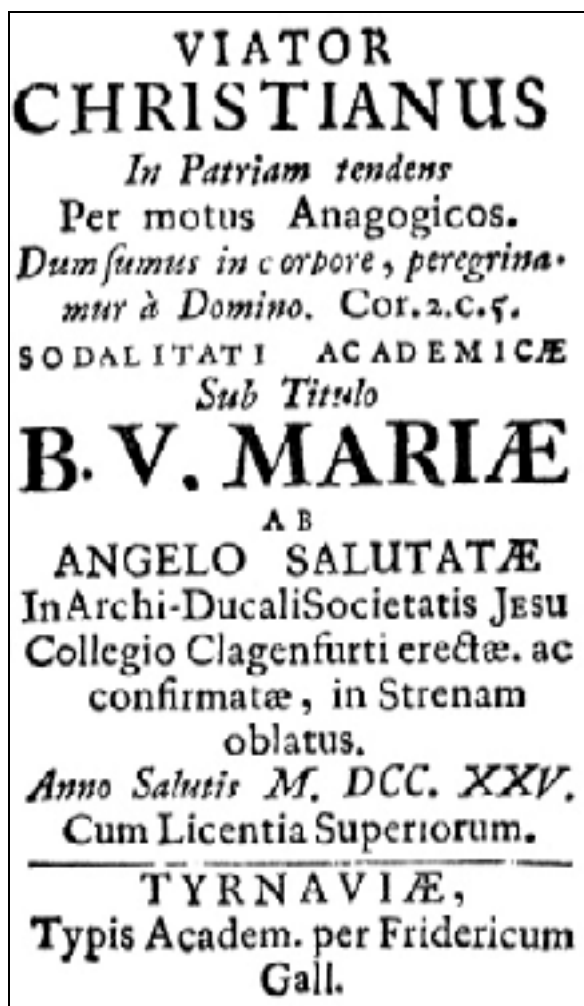 VIATOR
CHRISTIANUS
In Patriam tendens
Per motus Anagogicos.
Dum ſumus in corpore, peregrina-
mur à Domino. Cor. 2. c. 5.
SODALITATI ACADEMICÆ
Sub Titulo
B. V. MARIÆ
AB
ANGELO SALUTATÆ
In Archi-Ducali Societatis JESU
Collegio Clagenfurti erectæ. ac
confirmatæ, in Strenam
oblatus.
Anno Salutis M. DCC. XXV.
Cum Licentia Superiorum.
TYRNAVIÆ,
Typis Academ. per Fridericum
Gall.